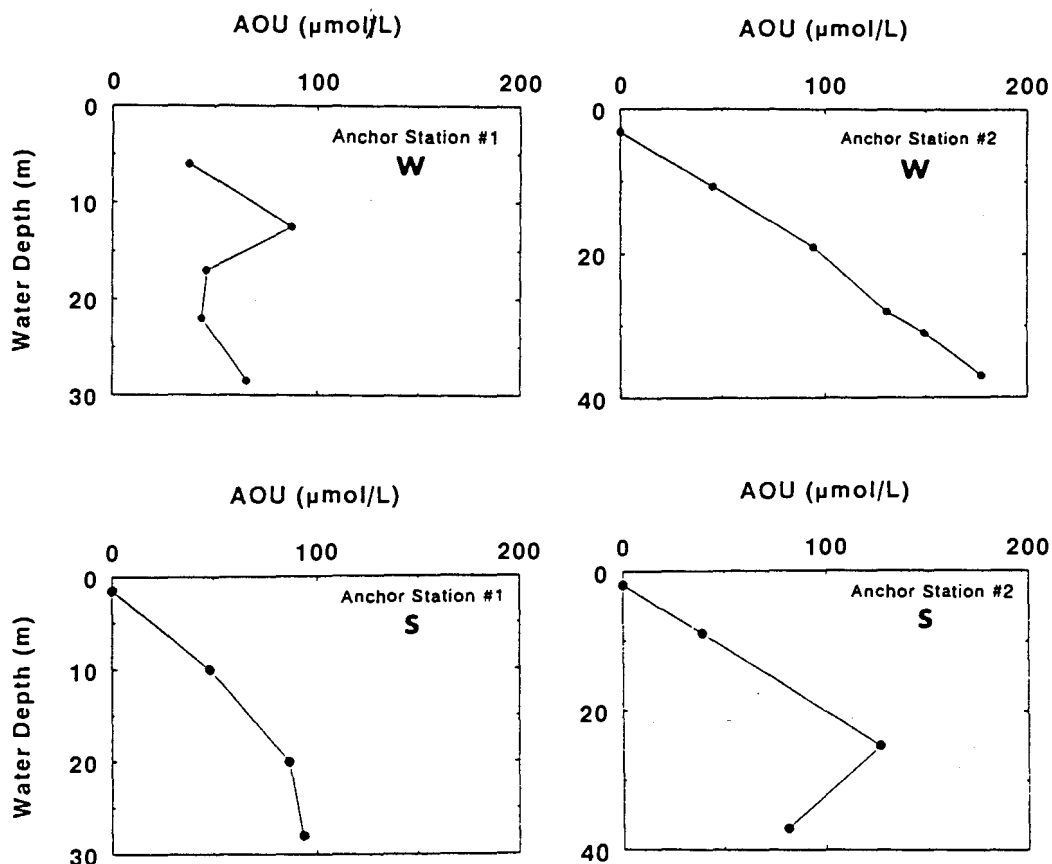 AOU (μmol/L)
0 100 200
Water Depth (m)
0
10
20
30
Anchor Station #1
W
AOU (μmol/L)
0 100 200
0
20
40
Anchor Station #2
W
AOU (μmol/L)
0 100 200
Water Depth (m)
0
10
20
30
Anchor Station #1
S
AOU (μmol/L)
0 100 200
0
20
40
Anchor Station #2
S